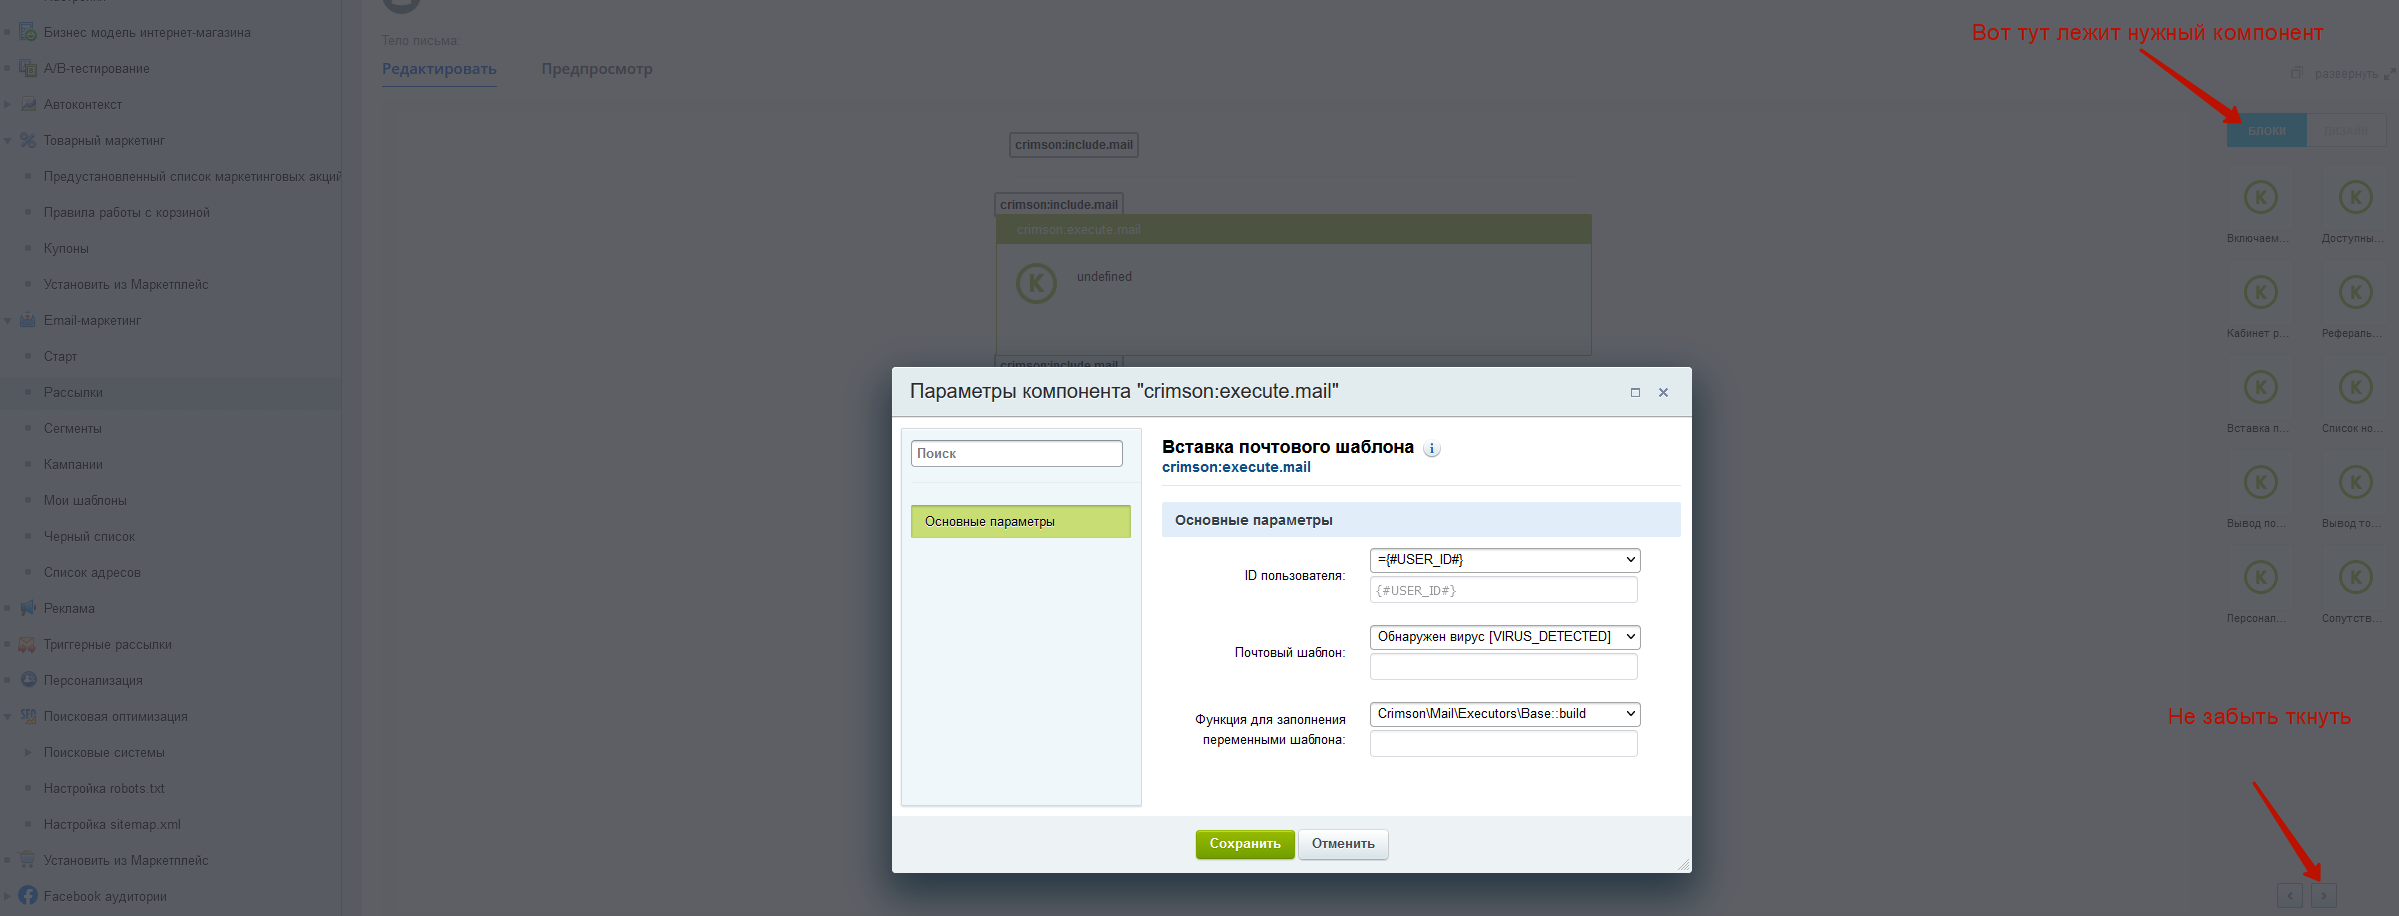 Бизнес модель интернет-магазина
A/B-тестирование
Автоконтекст
Товарный маркетинг
Предустановленный список маркетинговых акций
Правила работы с корзиной
Купоны
Установить из Маркетплейс
Email-маркетинг
Старт
Рассылки
Сегменты
Кампании
Мои шаблоны
Черный список
Список адресов
Реклама
Триггерные рассылки
Персонализация
Поисковая оптимизация
Поисковые системы
Настройка robots.txt
Настройка sitemap.xml
Установить из Маркетплейс
Facebook аудитории
Тело письма:
Редактировать Предпросмотр
Вот тут лежит нужный компонент
развернуть
БЛОКИ ДИЗАЙН
crimson:include.mail
crimson:include.mail
crimson:execute.mail
K undefined
crimson:include.mail
Параметры компонента "crimson:execute.mail"
Поиск
Основные параметры
Вставка почтового шаблона i
crimson:execute.mail
Основные параметры
ID пользователя: ={#USER_ID#}
{#USER_ID#}
Почтовый шаблон: Обнаружен вирус [VIRUS_DETECTED]
Функция для заполнения
переменными шаблона: Crimson\Mail\Executors\Base::build
Сохранить Отменить
K K
Включаем... Доступны...
K K
Кабинет р... Рефераль...
K K
Вставка п... Список но...
K K
Вывод по... Вывод то...
K K
Персонал... Сопутств...
Не забыть ткнуть